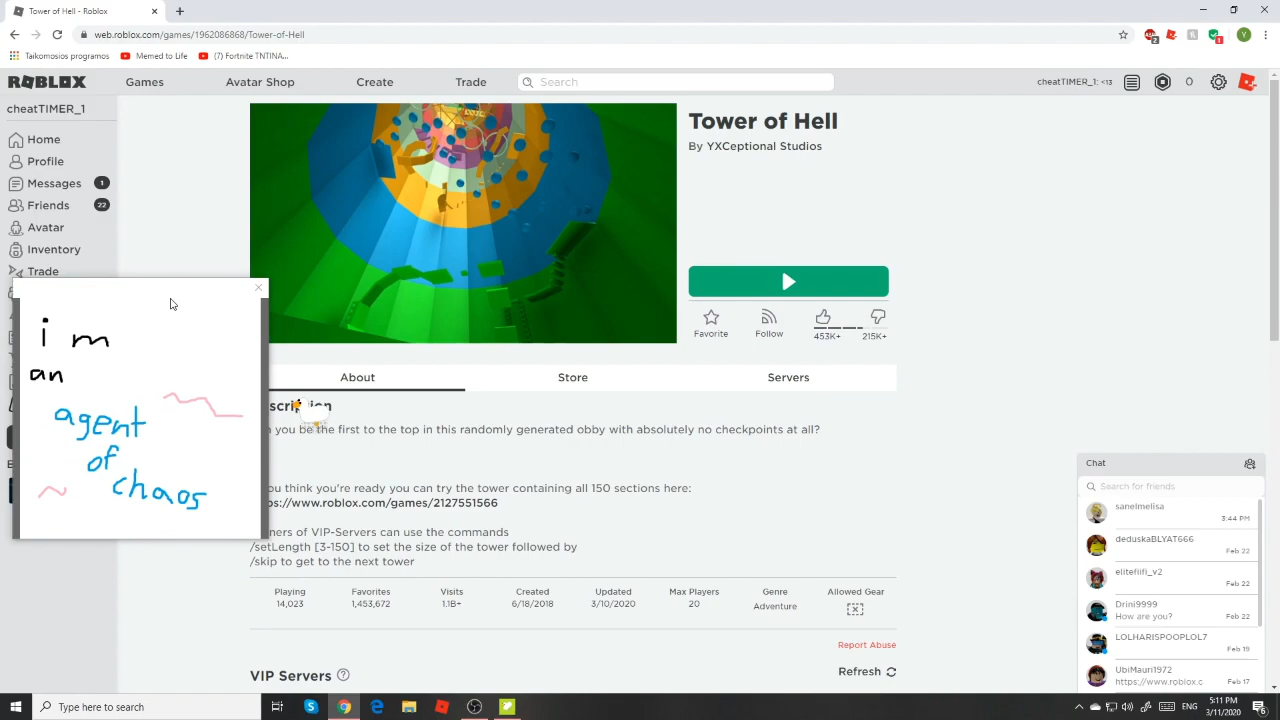 Tower of Hell - Roblox
web.roblox.com/games/1962086868/Tower-of-Hell
2
1
Y
Taikomosios programos
Memed to Life
(7) Fortnite TNTINA...
ROBLOX
Games
Avatar Shop
Create
Trade
Search
cheatTIMER_1: <13
0
cheatTIMER_1
Home
Profile
Messages
1
Friends
22
Avatar
Inventory
Trade
Tower of Hell
By YXCeptional Studios
Favorite
Follow
453K+
215K+
i m
an
agent
of
chaos
About
Store
Servers
you be the first to the top in this randomly generated obby with absolutely no checkpoints at all?
ou think you're ready you can try the tower containing all 150 sections here:
ps://www.roblox.com/games/2127551566
ners of VIP-Servers can use the commands
/setLength [3-150] to set the size of the tower followed by
/skip to get to the next tower
Playing
14,023
Favorites
1,453,672
Visits
1.1B+
Created
6/18/2018
Updated
3/10/2020
Max Players
20
Genre
Adventure
Allowed Gear
Report Abuse
VIP Servers
Refresh
Chat
Search for friends
sanelmelisa
3:44 PM
deduskaBLYAT666
Feb 22
elitefiifi_v2
Feb 22
Drini9999
How are you?
Feb 22
LOLHARISPOOPLOL7
Feb 19
UbiMauri1972
https://www.roblox.c
Feb 17
Type here to search
ENG
5:11 PM
3/11/2020
6